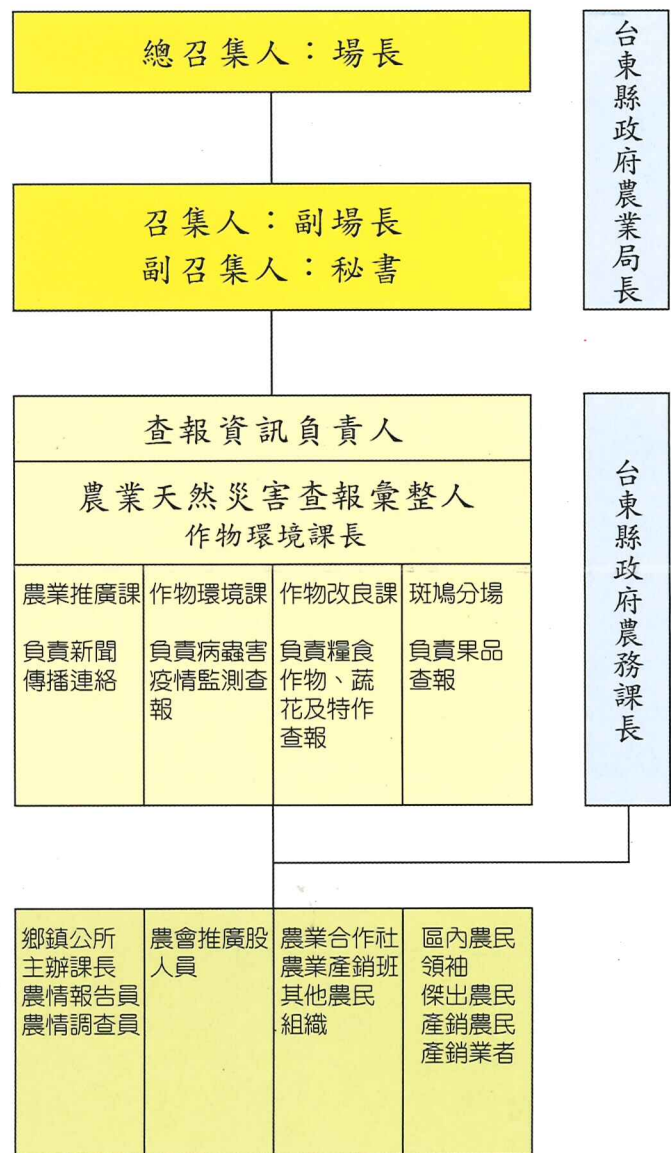 總召集人：場長
台東縣政府農業局長
召集人：副場長
副召集人：秘書
查報資訊負責人
農業天然災害查報彙整人
作物環境課長
農業推廣課
負責新聞
傳播連絡
作物環境課
負責病蟲害
疫情監測查
報
作物改良課
負責糧食
作物、蔬
花及特作
查報
斑鳩分場
負責果品
查報
台東縣政府農務課長
鄉鎮公所
主辦課長
農情報告員
農情調查員
農會推廣股
人員
農業合作社
農業產銷班
其他農民
組織
區內農民
領袖
傑出農民
產銷農民
產銷業者